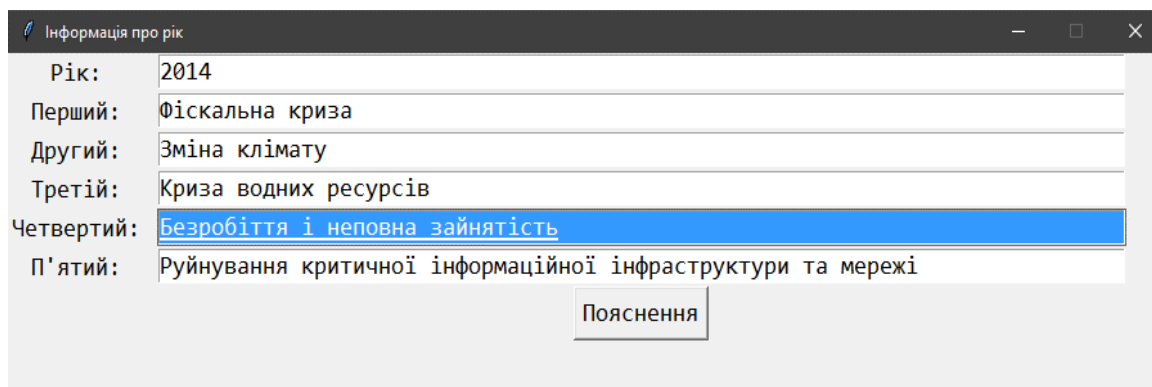 Інформація про рік
Рік: 2014
Перший: Фіскальна криза
Другий: Зміна клімату
Третій: Криза водних ресурсів
Четвертий: Безробіття і неповна зайнятість
П'ятий: Руйнування критичної інформаційної інфраструктури та мережі
Пояснення